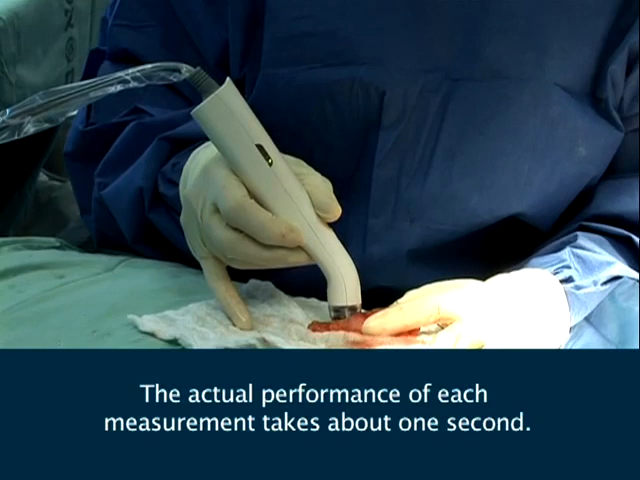 The actual performance of each
measurement takes about one second.